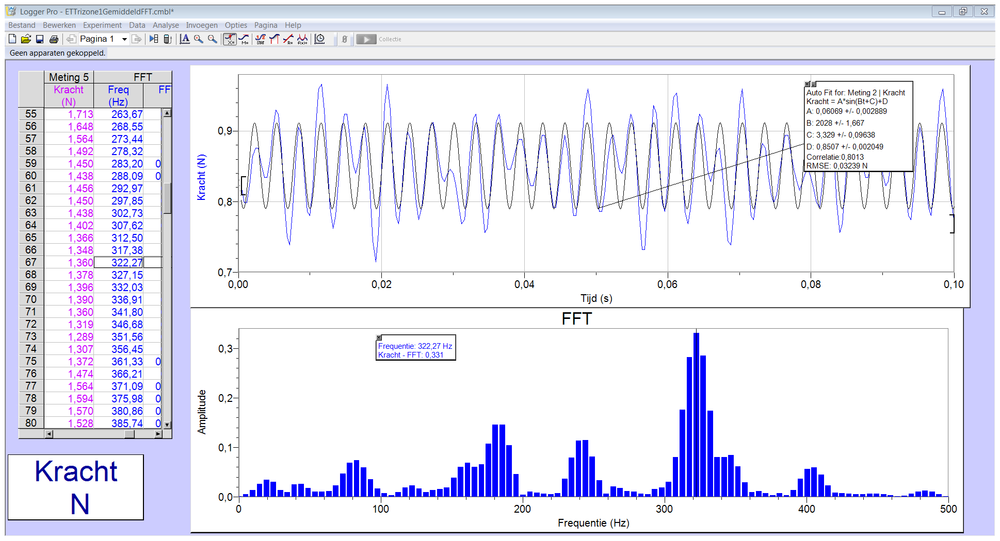 Logger Pro - ETTrizone1GemiddeldFFT.cmbl*
Bestand Bewerken Experiment Data Analyse Invoegen Opties Pagina Help
Pagina 1
X=
M=
1/2
STAT
R=
f(x)=
Collectie
Geen apparaten gekoppeld.
Meting 5 FFT
Kracht Freq FF
(N) (Hz)
55 1,713 263,67
56 1,648 268,55
57 1,564 273,44
58 1,492 278,32
59 1,450 283,20 0
60 1,438 288,09 0
61 1,456 292,97
62 1,450 297,85
63 1,438 302,73
64 1,402 307,62
65 1,366 312,50
66 1,348 317,38
67 1,360 322,27
68 1,378 327,15
69 1,396 332,03
70 1,390 336,91
71 1,360 341,80
72 1,319 346,68
73 1,289 351,56
74 1,307 356,45
75 1,372 361,33 0
76 1,474 366,21
77 1,564 371,09 0
78 1,594 375,98 0
79 1,570 380,86 0
80 1,528 385,74 0
Kracht
N
Kracht (N)
0,9
0,8
0,7
0,00 0,02 0,04 0,06 0,08 0,10
Tijd (s)
Auto Fit for: Meting 2 | Kracht
Kracht = A*sin(Bt+C)+D
A: 0,06069 +/- 0,002889
B: 2028 +/- 1,667
C: 3,329 +/- 0,09638
D: 0,8507 +/- 0,002049
Correlatie:0,8013
RMSE: 0,03239 N
FFT
Frequentie: 322,27 Hz
Kracht - FFT: 0,331
Amplitude
0,3
0,2
0,1
0,0
0 100 200 300 400 500
Frequentie (Hz)